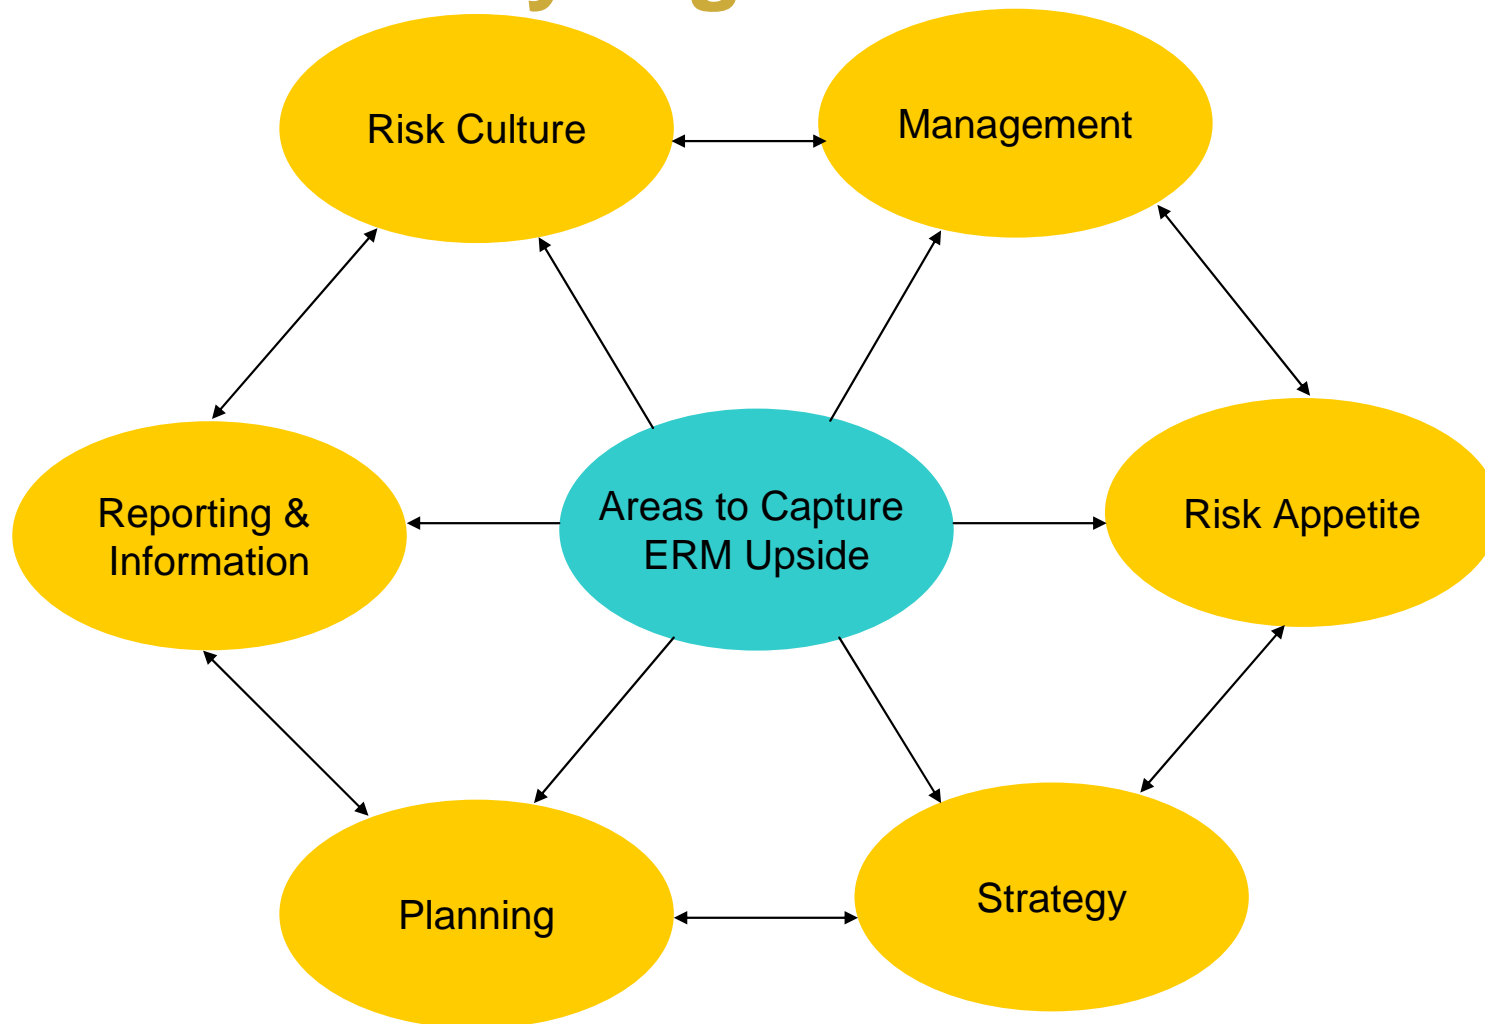 Risk Culture
Management
Reporting &
Information
Areas to Capture
ERM Upside
Risk Appetite
Planning
Strategy